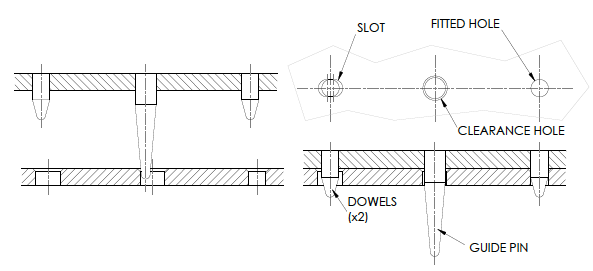 SLOT
FITTED HOLE
CLEARANCE HOLE
DOWELS
(x2)
GUIDE PIN